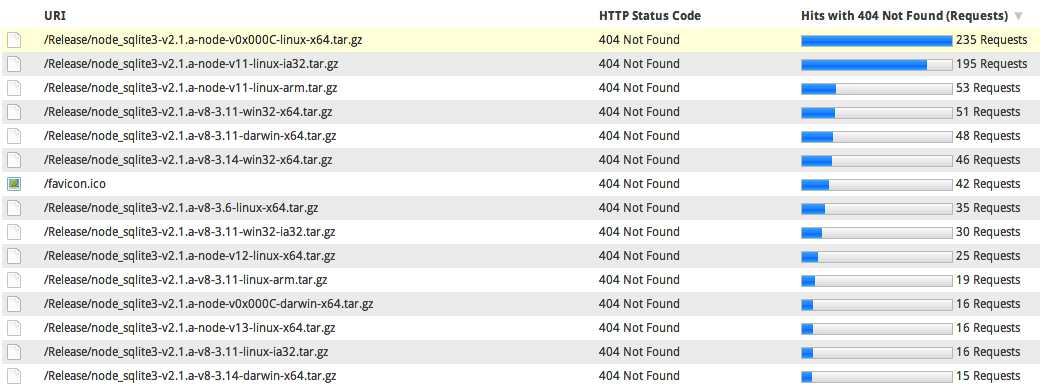 URI HTTP Status Code Hits with 404 Not Found (Requests)
/Release/node_sqlite3-v2.1.a-node-v0x000C-linux-x64.tar.gz 404 Not Found 235 Requests
/Release/node_sqlite3-v2.1.a-node-v11-linux-ia32.tar.gz 404 Not Found 195 Requests
/Release/node_sqlite3-v2.1.a-node-v11-linux-arm.tar.gz 404 Not Found 53 Requests
/Release/node_sqlite3-v2.1.a-v8-3.11-win32-x64.tar.gz 404 Not Found 51 Requests
/Release/node_sqlite3-v2.1.a-v8-3.11-darwin-x64.tar.gz 404 Not Found 48 Requests
/Release/node_sqlite3-v2.1.a-v8-3.14-win32-x64.tar.gz 404 Not Found 46 Requests
/favicon.ico 404 Not Found 42 Requests
/Release/node_sqlite3-v2.1.a-v8-3.6-linux-x64.tar.gz 404 Not Found 35 Requests
/Release/node_sqlite3-v2.1.a-v8-3.11-win32-ia32.tar.gz 404 Not Found 30 Requests
/Release/node_sqlite3-v2.1.a-node-v12-linux-x64.tar.gz 404 Not Found 25 Requests
/Release/node_sqlite3-v2.1.a-v8-3.11-linux-arm.tar.gz 404 Not Found 19 Requests
/Release/node_sqlite3-v2.1.a-node-v0x000C-darwin-x64.tar.gz 404 Not Found 16 Requests
/Release/node_sqlite3-v2.1.a-node-v13-linux-x64.tar.gz 404 Not Found 16 Requests
/Release/node_sqlite3-v2.1.a-v8-3.11-linux-ia32.tar.gz 404 Not Found 16 Requests
/Release/node_sqlite3-v2.1.a-v8-3.14-darwin-x64.tar.gz 404 Not Found 15 Requests